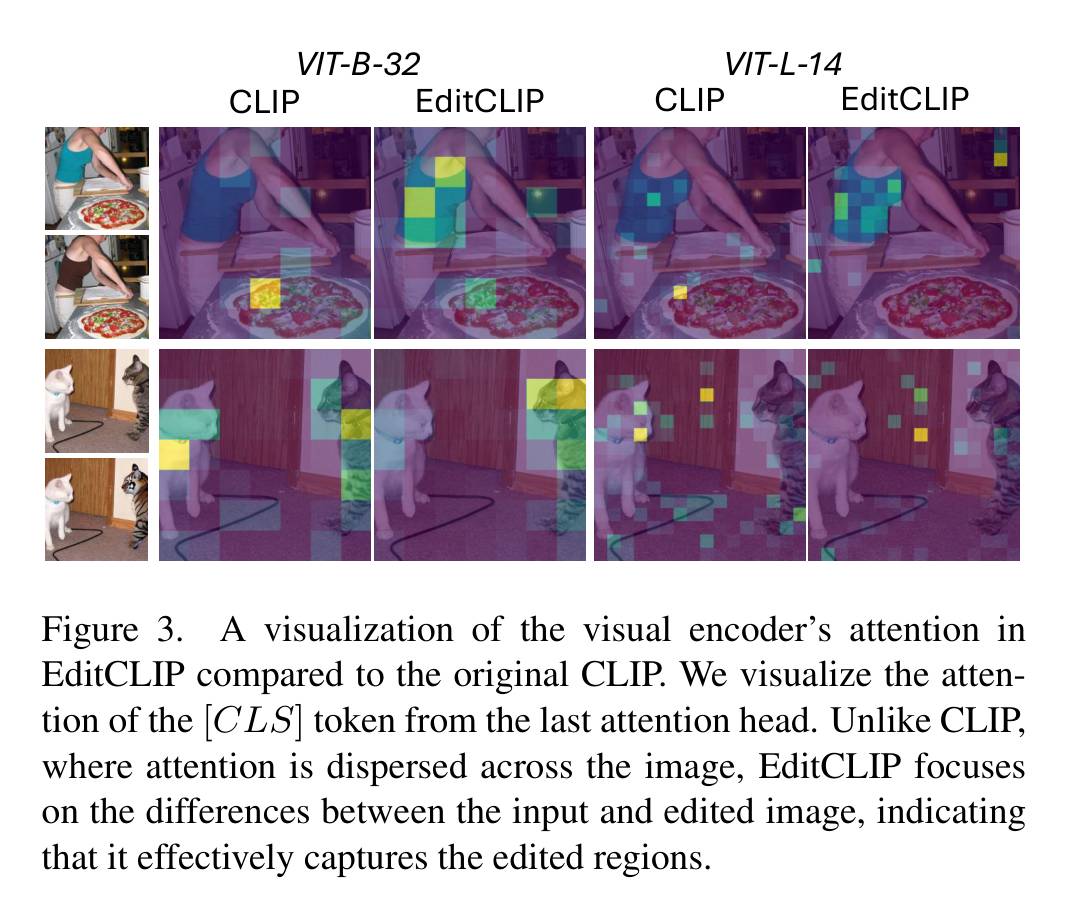 VIT-B-32 VIT-L-14
CLIP EditCLIP CLIP EditCLIP
Figure 3. A visualization of the visual encoder's attention in
EditCLIP compared to the original CLIP. We visualize the atten-
tion of the [CLS] token from the last attention head. Unlike CLIP,
where attention is dispersed across the image, EditCLIP focuses
on the differences between the input and edited image, indicating
that it effectively captures the edited regions.